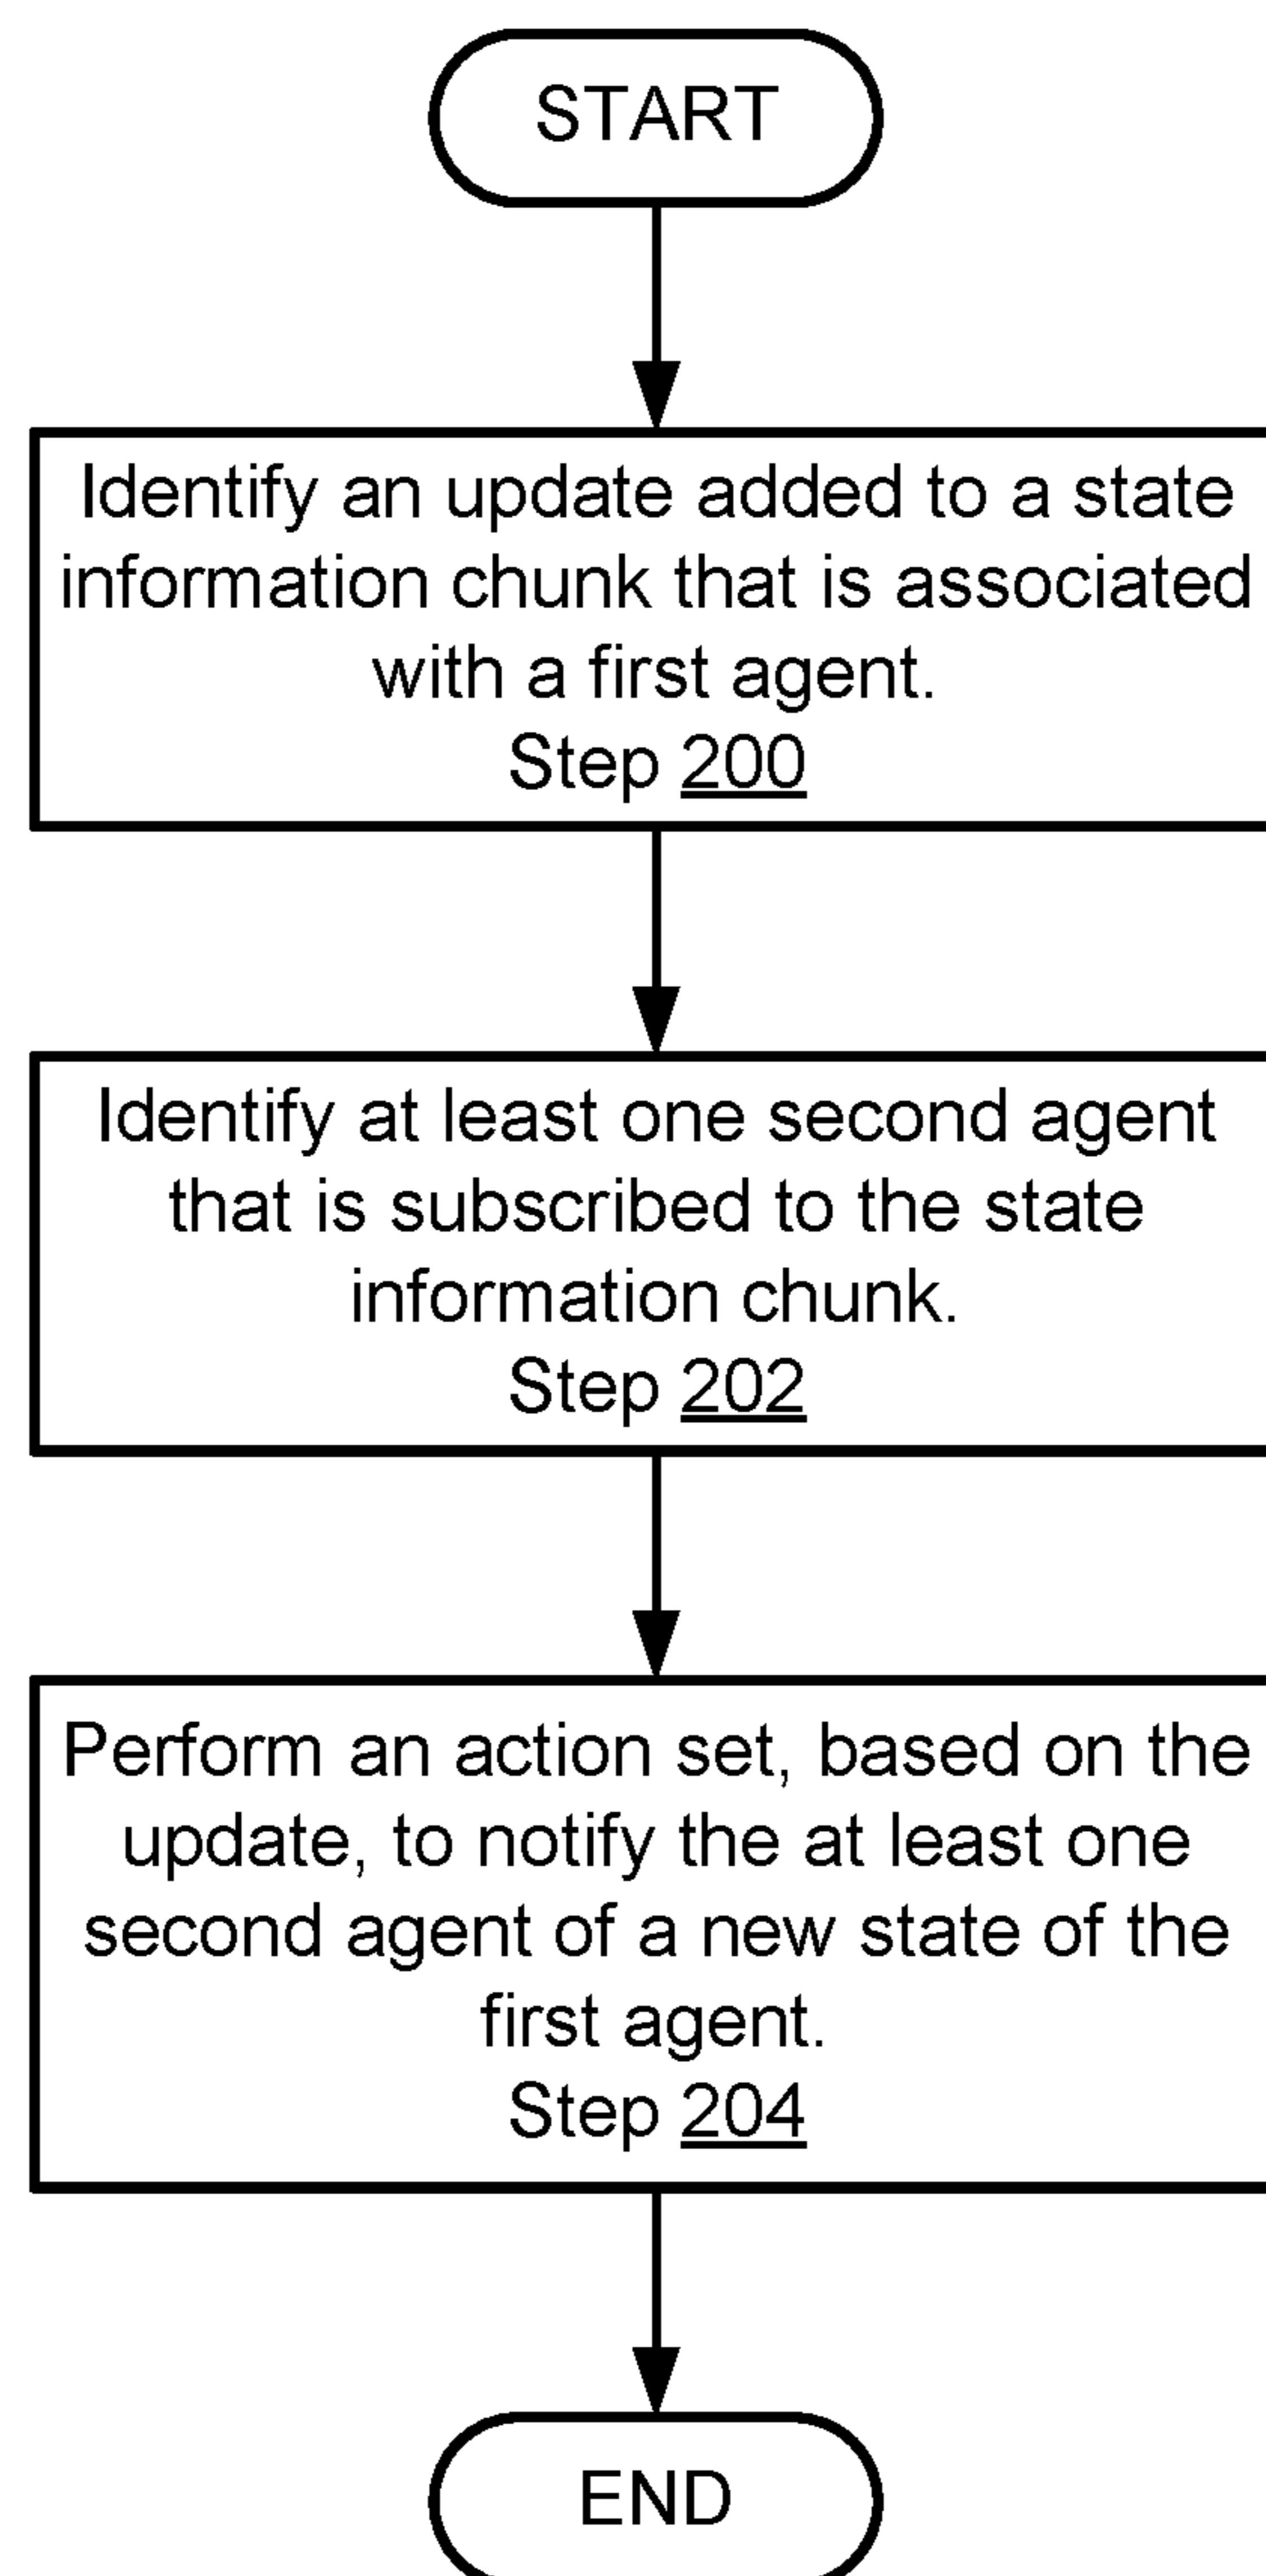 START
Identify an update added to a state
information chunk that is associated
with a first agent.
Step 200
Identify at least one second agent
that is subscribed to the state
information chunk.
Step 202
Perform an action set, based on the
update, to notify the at least one
second agent of a new state of the
first agent.
Step 204
END